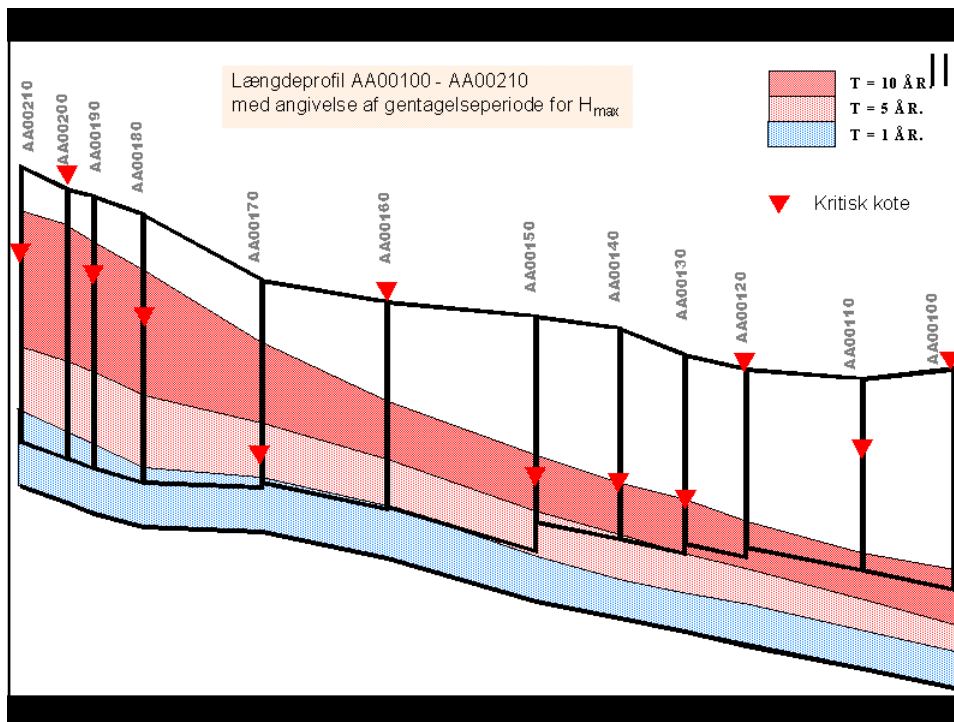 Længdeprofil AA00100 - AA00210
med angivelse af gentagelseperiode for Hmax
T = 10 ÅR.
T = 5 ÅR.
T = 1 ÅR.
Kritisk kote
AA00210
AA00200
AA00190
AA00180
AA00170
AA00160
AA00150
AA00140
AA00130
AA00120
AA00110
AA00100